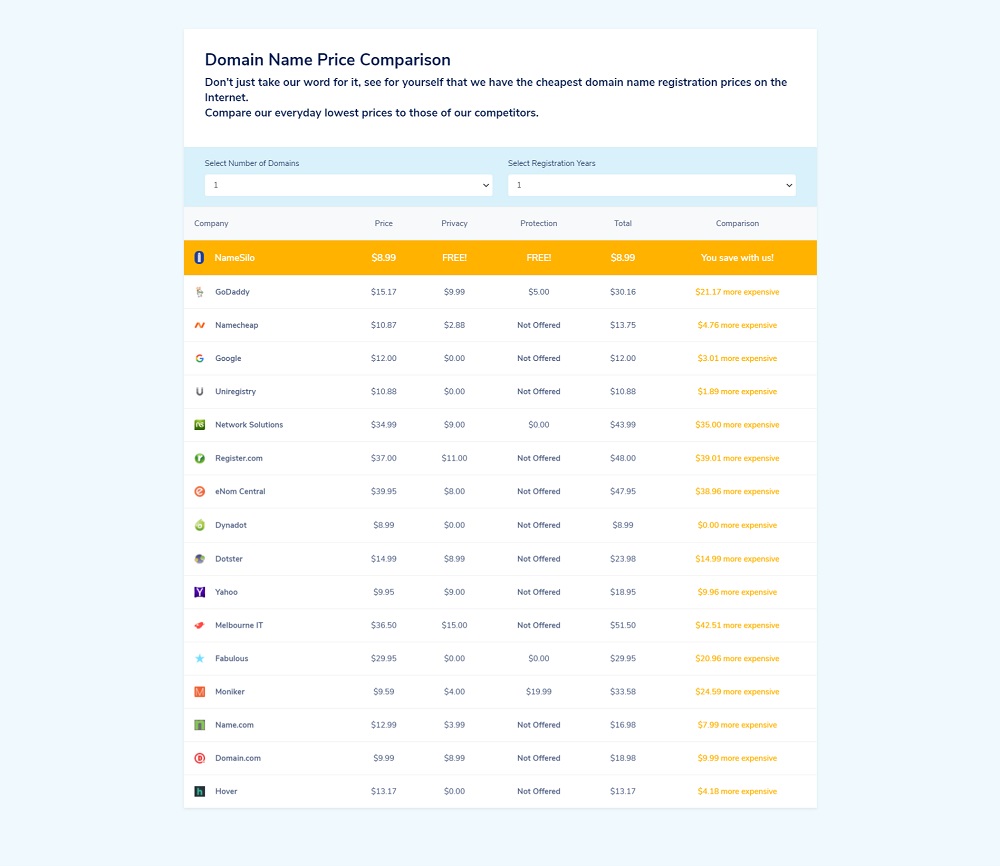 Domain Name Price Comparison
Don't just take our word for it, see for yourself that we have the cheapest domain name registration prices on the
Internet.
Compare our everyday lowest prices to those of our competitors.
Select Number of Domains Select Registration Years
1 1
Company Price Privacy Protection Total Comparison
NameSilo $8.99 FREE! FREE! $8.99 You save with us!
GoDaddy $15.17 $9.99 $5.00 $30.16 $21.17 more expensive
Namecheap $10.87 $2.88 Not Offered $13.75 $4.76 more expensive
Google $12.00 $0.00 Not Offered $12.00 $3.01 more expensive
Uniregistry $10.88 $0.00 Not Offered $10.88 $1.89 more expensive
Network Solutions $34.99 $9.00 $0.00 $43.99 $35.00 more expensive
Register.com $37.00 $11.00 Not Offered $48.00 $39.01 more expensive
eNom Central $39.95 $8.00 Not Offered $47.95 $38.96 more expensive
Dynadot $8.99 $0.00 Not Offered $8.99 $0.00 more expensive
Dotster $14.99 $8.99 Not Offered $23.98 $14.99 more expensive
Yahoo $9.95 $9.00 Not Offered $18.95 $9.96 more expensive
Melbourne IT $36.50 $15.00 Not Offered $51.50 $42.51 more expensive
Fabulous $29.95 $0.00 $0.00 $29.95 $20.96 more expensive
Moniker $9.59 $4.00 $19.99 $33.58 $24.59 more expensive
Name.com $12.99 $3.99 Not Offered $16.98 $7.99 more expensive
Domain.com $9.99 $8.99 Not Offered $18.98 $9.99 more expensive
Hover $13.17 $0.00 Not Offered $13.17 $4.18 more expensive